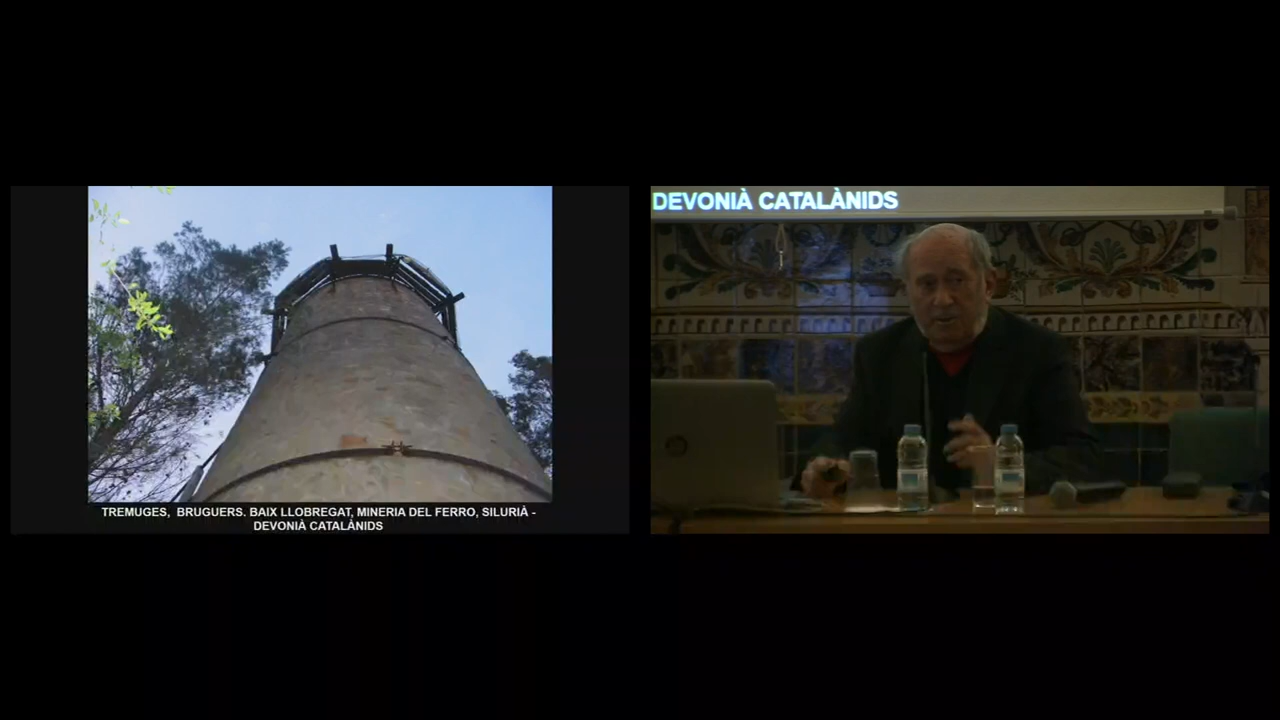 TREMUGES,  BRUGUERS. BAIX LLOBREGAT, MINERIA DEL FERRO, SILURIÀ -
DEVONIÀ CATALÀNIDS
DEVONIÀ CATALÀNIDS